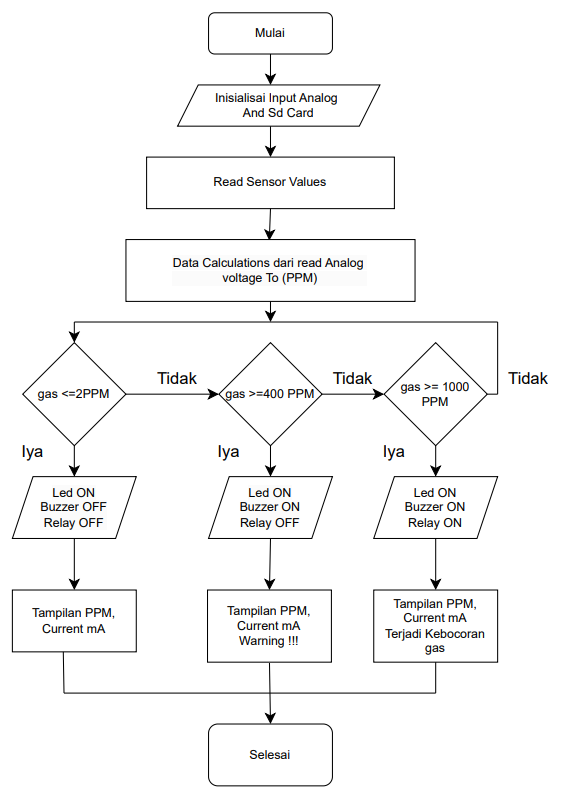 Mulai
Inisialisai Input Analog
And Sd Card
Read Sensor Values
Data Calculations dari read Analog
voltage To (PPM)
gas <=2PPM
Tidak
gas >=400 PPM
Tidak
gas >= 1000
PPM
Tidak
Iya
Iya
Iya
Led ON
Buzzer OFF
Relay OFF
Led ON
Buzzer ON
Relay OFF
Led ON
Buzzer ON
Relay ON
Tampilan PPM,
Current mA
Tampilan PPM,
Current mA
Warning !!!
Tampilan PPM,
Current mA
Terjadi Kebocoran
gas
Selesai